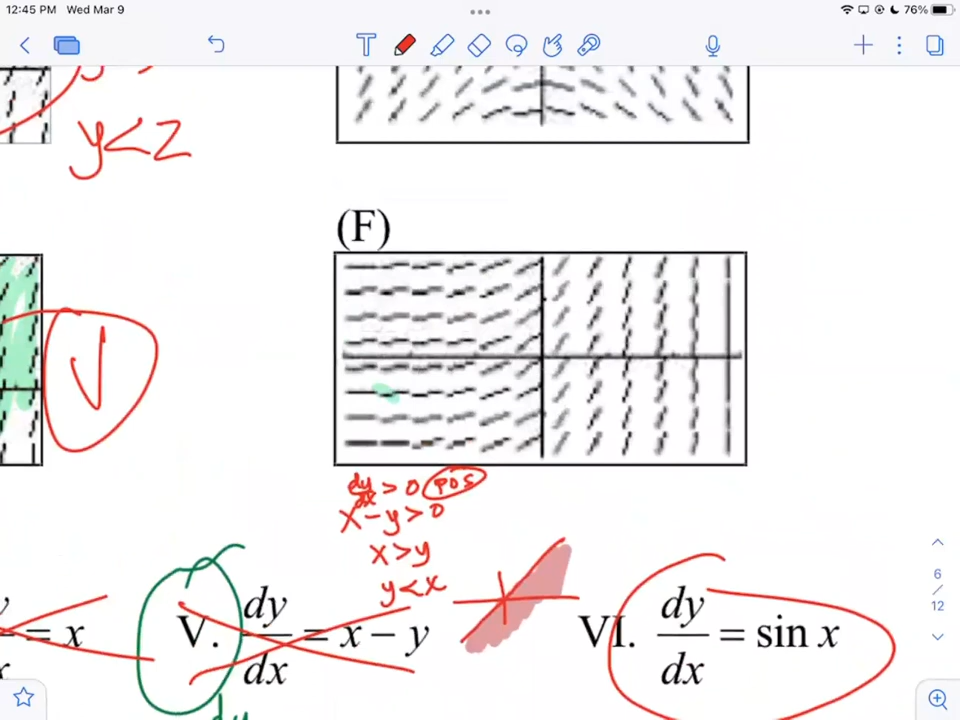 12:45 PM Wed Mar 9
76%
T
y<2
(F)
V
dy/dx > 0 pos
x - y > 0
x > y
y < x
6
/
12
= x
V. dy/dx = x − y
VI. dy/dx = sin x
dy